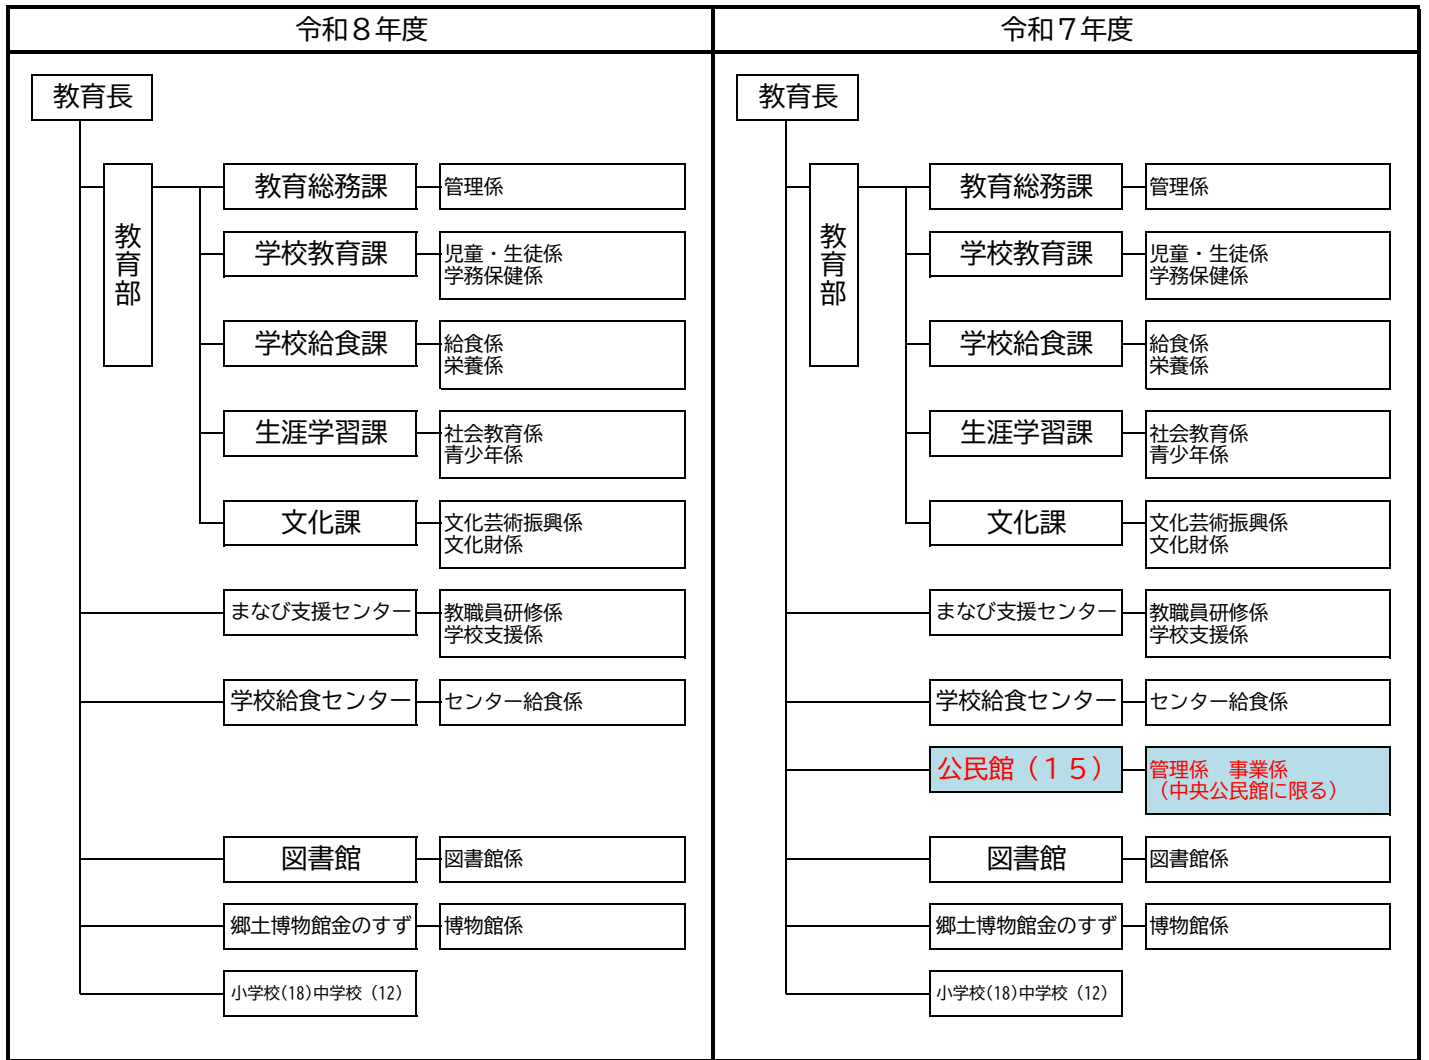 令和８年度
教育長
教育部
教育総務課
管理係
学校教育課
児童・生徒係
学務保健係
学校給食課
給食係
栄養係
生涯学習課
社会教育係
青少年係
文化課
文化芸術振興係
文化財係
まなび支援センター
教職員研修係
学校支援係
学校給食センター
センター給食係
図書館
図書館係
郷土博物館金のすず
博物館係
小学校(18)中学校（12）
令和７年度
教育長
教育部
教育総務課
管理係
学校教育課
児童・生徒係
学務保健係
学校給食課
給食係
栄養係
生涯学習課
社会教育係
青少年係
文化課
文化芸術振興係
文化財係
まなび支援センター
教職員研修係
学校支援係
学校給食センター
センター給食係
公民館（１５）
管理係　事業係
（中央公民館に限る）
図書館
図書館係
郷土博物館金のすず
博物館係
小学校(18)中学校（12）